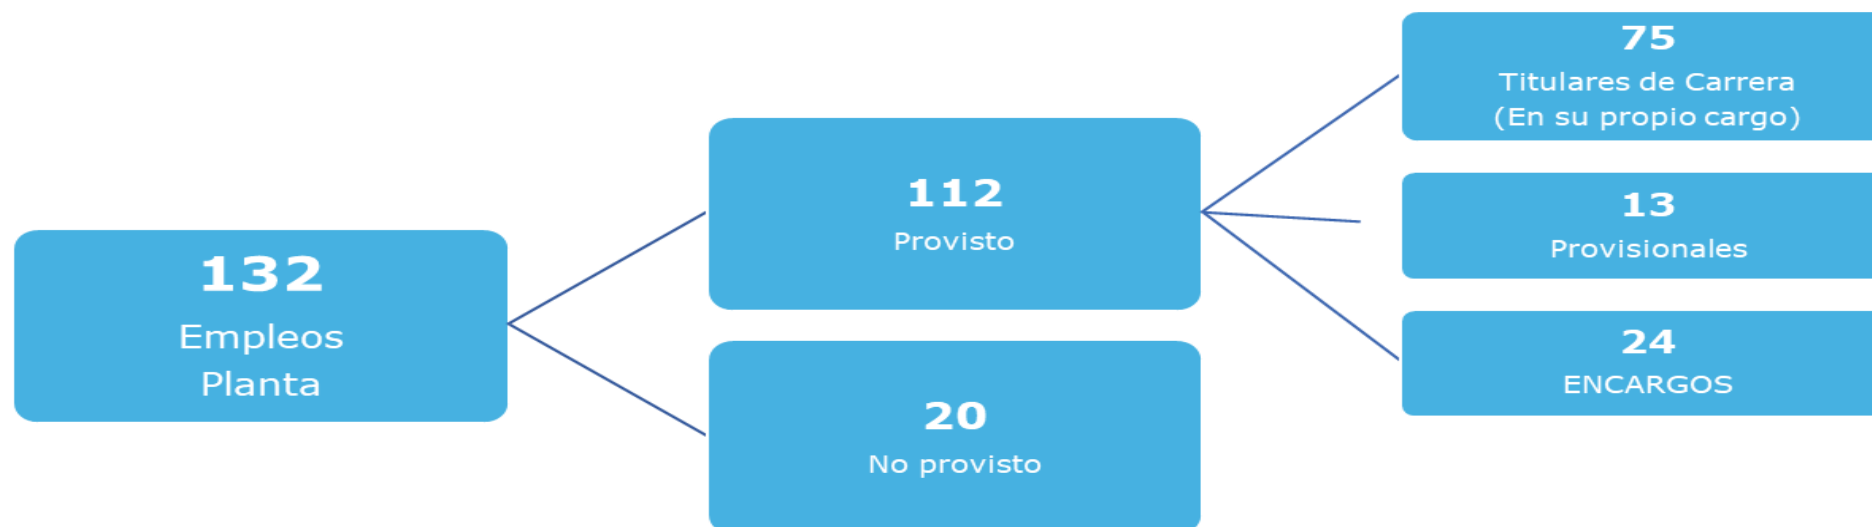 132
Empleos
Planta
112
Provisto
20
No provisto
75
Titulares de Carrera
(En su propio cargo)
13
Provisionales
24
ENCARGOS